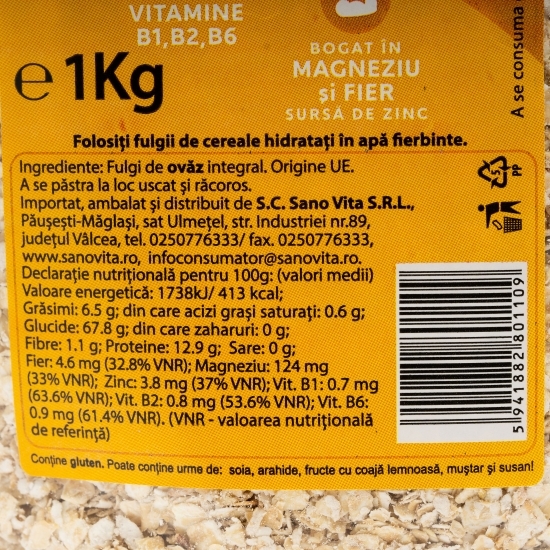 VITAMINE
B1,B2,B6
BOGAT ÎN
MAGNEZIU
și FIER
SURSĂ DE ZINC
e 1Kg
A se consuma
Folosiți fulgii de cereale hidratați în apă fierbinte.
Ingrediente: Fulgi de ovăz integral. Origine UE.
A se păstra la loc uscat și răcoros.
Importat, ambalat și distribuit de S.C. Sano Vita S.R.L.,
Păușești-Măglași, sat Ulmețel, str. Industriei nr.89,
județul Vâlcea, tel. 0250776333/ fax. 0250776333,
www.sanovita.ro, infoconsumator@sanovita.ro.
Declarație nutrițională pentru 100g: (valori medii)
Valoare energetică: 1738kJ/ 413 kcal;
Grăsimi: 6.5 g; din care acizi grași saturați: 0.6 g;
Glucide: 67.8 g; din care zaharuri: 0 g;
Fibre: 1.1 g; Proteine: 12.9 g; Sare: 0 g;
Fier: 4.6 mg (32.8% VNR); Magneziu: 124 mg
(33% VNR); Zinc: 3.8 mg (37% VNR); Vit. B1: 0.7 mg
(63.6% VNR); Vit. B2: 0.8 mg (53.6% VNR); Vit. B6:
0.9 mg (61.4% VNR). (VNR - valoarea nutrițională
de referință)
5
PP
5 941882 801109
Conține gluten. Poate conține urme de: soia, arahide, fructe cu coajă lemnoasă, muștar și susan!